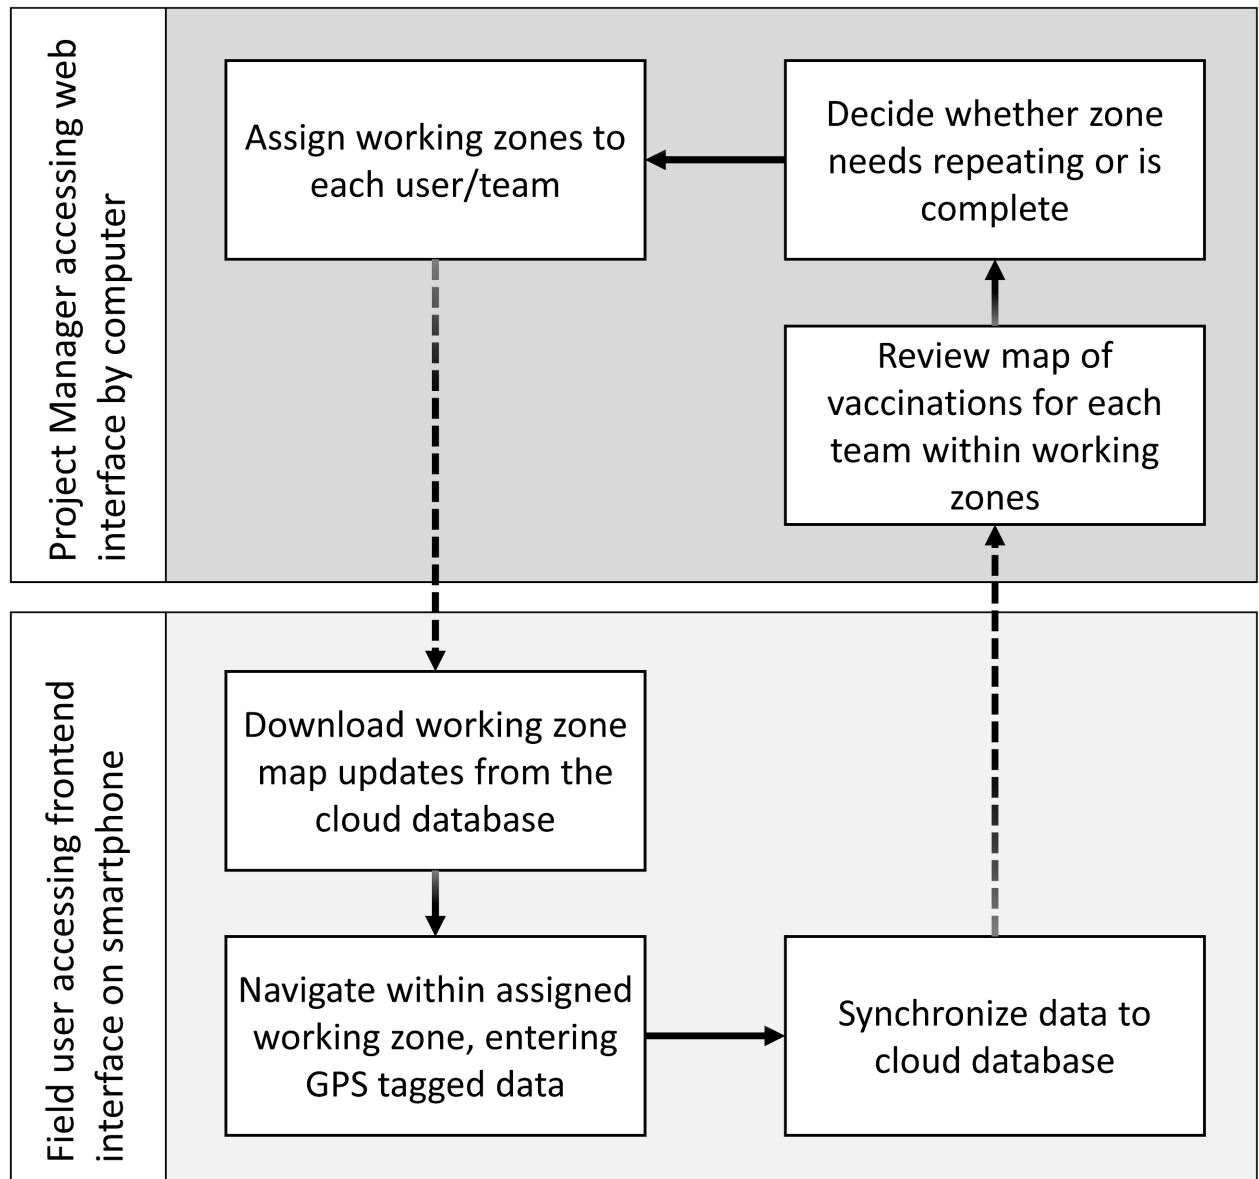 Project Manager accessing web
interface by computer
Assign working zones to
each user/team
Decide whether zone
needs repeating or is
complete
Review map of
vaccinations for each
team within working
zones
Field user accessing frontend
interface on smartphone
Download working zone
map updates from the
cloud database
Navigate within assigned
working zone, entering
GPS tagged data
Synchronize data to
cloud database